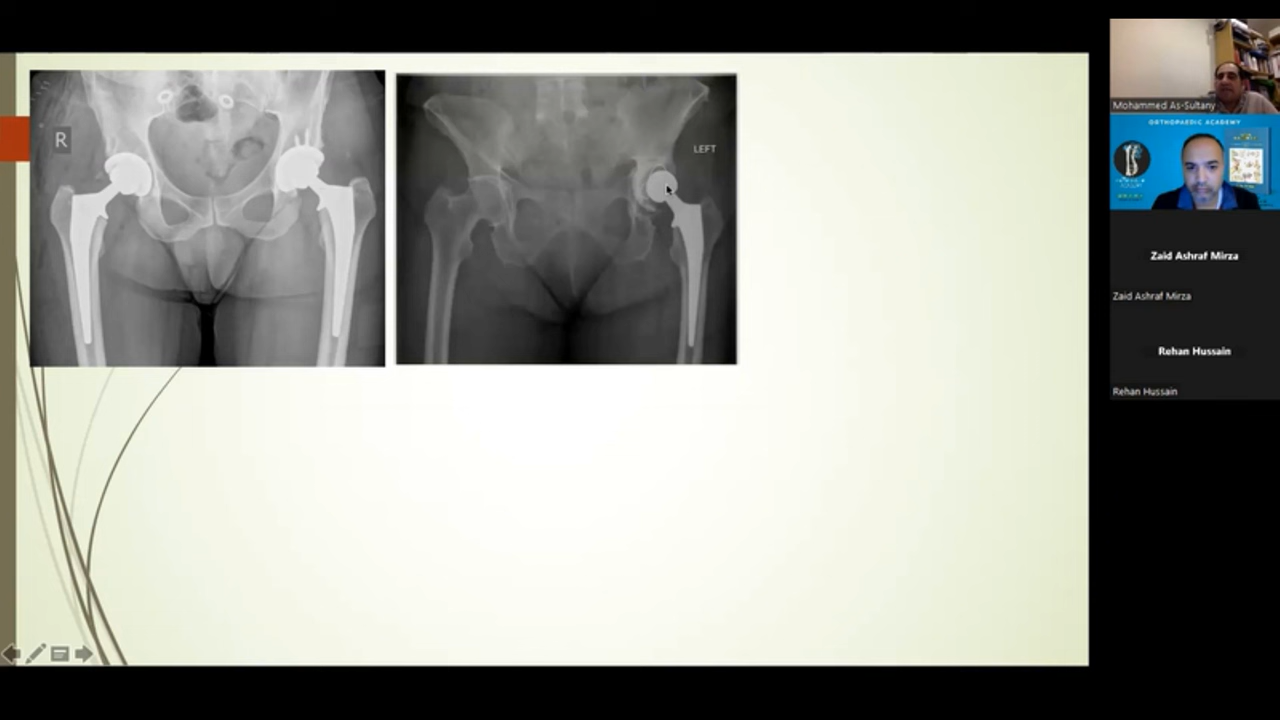 R
LEFT
Mohammed As-Sultany
ORTHOPAEDIC ACADEMY
Zaid Ashraf Mirza
Zaid Ashraf Mirza
Rehan Hussain
Rehan Hussain